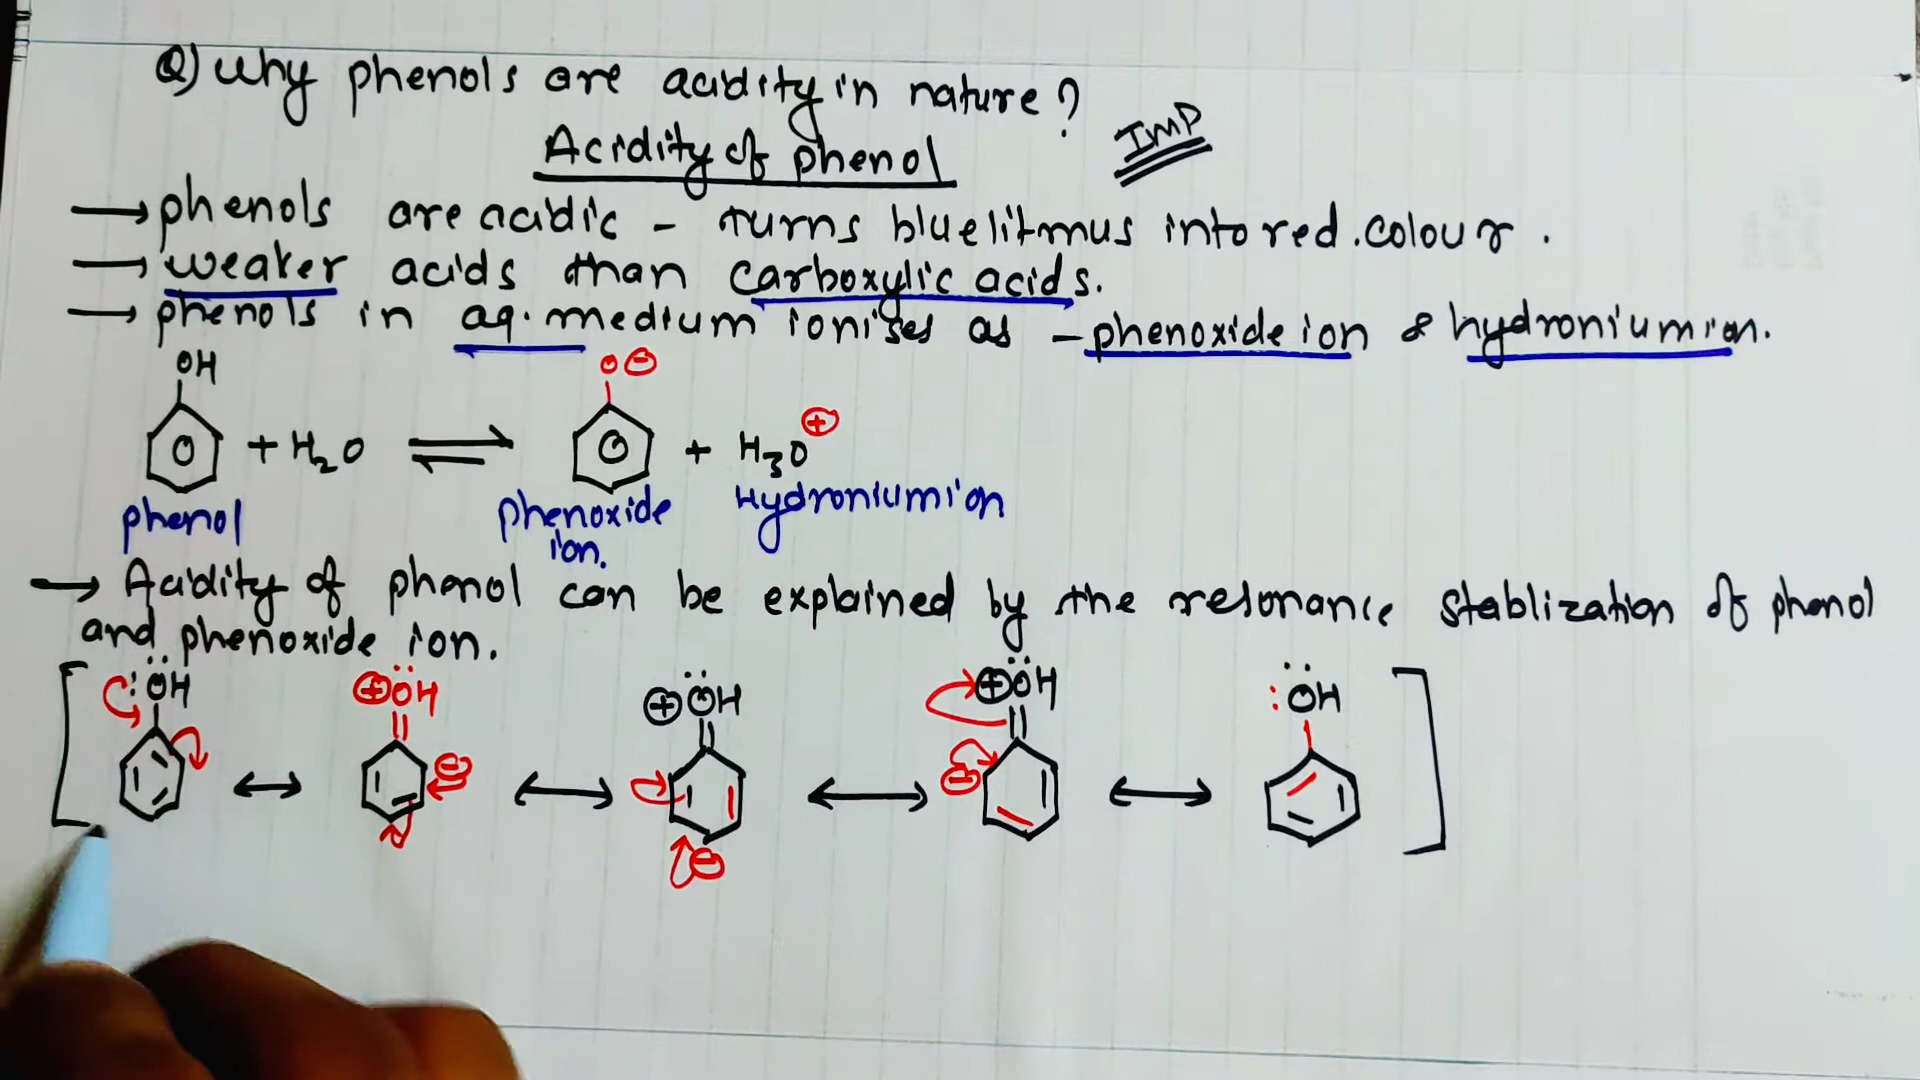 Q) why phenols are acidity in nature?
Acidity of phenol
IMP
→ phenols are acidic - turns blue litmus into red.colour.
→ weaker acids than carboxylic acids.
→ phenols in aq. medium ionises as - phenoxide ion & hydronium ion.
OH O⊖
+ H₂O ⇌ + H₃O⊕
phenol phenoxide ion. Hydronium ion
→ Acidity of phenol can be explained by the resonance stablization of phenol
and phenoxide ion.
[ :ÖH ⊕ÖH ⊕ÖH ⊕ÖH :ÖH ]
↔ ⊖ ↔ ↔ ⊖ ↔
⊖